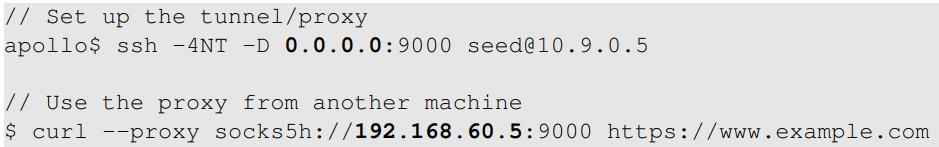 // Set up the tunnel/proxy
apollo$ ssh -4NT -D 0.0.0.0:9000 seed@10.9.0.5
// Use the proxy from another machine
$ curl --proxy socks5h://192.168.60.5:9000 https://www.example.com